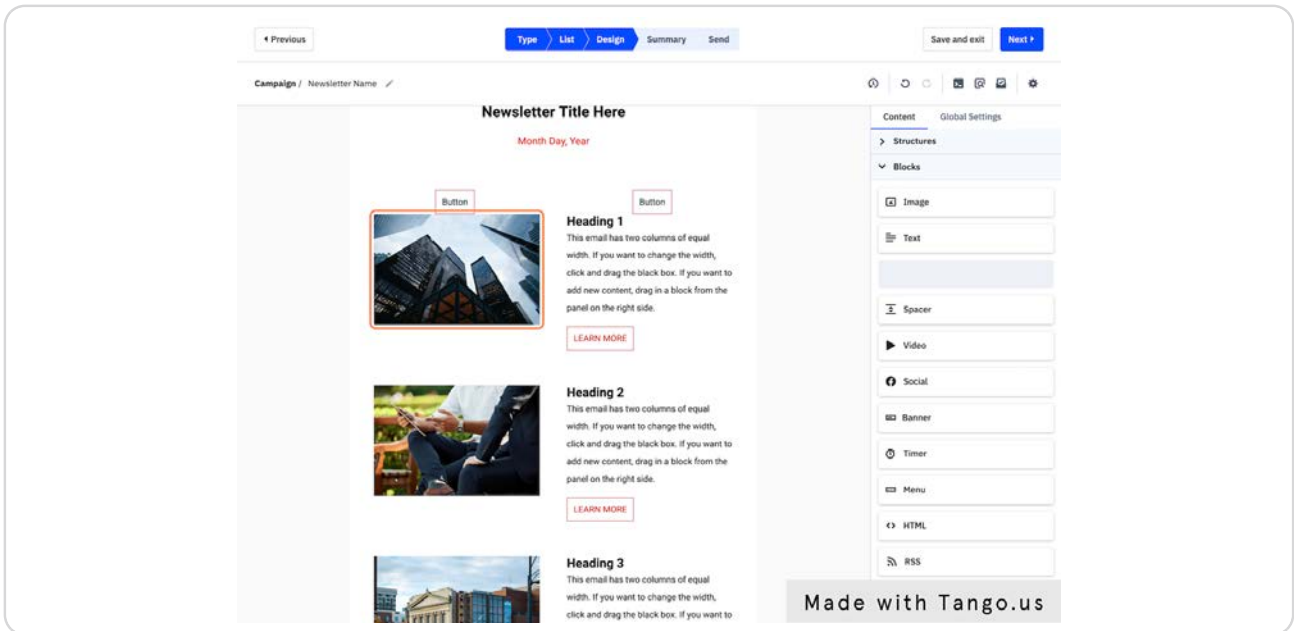 Previous
Type
List
Design
Summary
Send
Save and exit
Next
Campaign / Newsletter Name
Newsletter Title Here
Month Day, Year
Button
Button
Heading 1
This email has two columns of equal
width. If you want to change the width,
click and drag the black box. If you want to
add new content, drag in a block from the
panel on the right side.
LEARN MORE
Heading 2
This email has two columns of equal
width. If you want to change the width,
click and drag the black box. If you want to
add new content, drag in a block from the
panel on the right side.
LEARN MORE
Heading 3
This email has two columns of equal
width. If you want to change the width,
click and drag the black box. If you want to
Content
Global Settings
Structures
Blocks
Image
Text
Spacer
Video
Social
Banner
Timer
Menu
HTML
RSS
Made with Tango.us